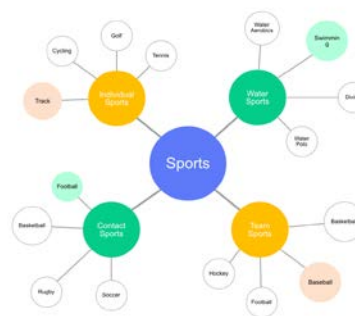 Golf
Cycling
Tennis
Individual
Sports
Track
Water
Aerobics
Swimmin
g
Water
Sports
Divi
Water
Polo
Sports
Football
Basketball
Contact
Sports
Rugby
Soccer
Team
Sports
Basketba
Hockey
Football
Baseball